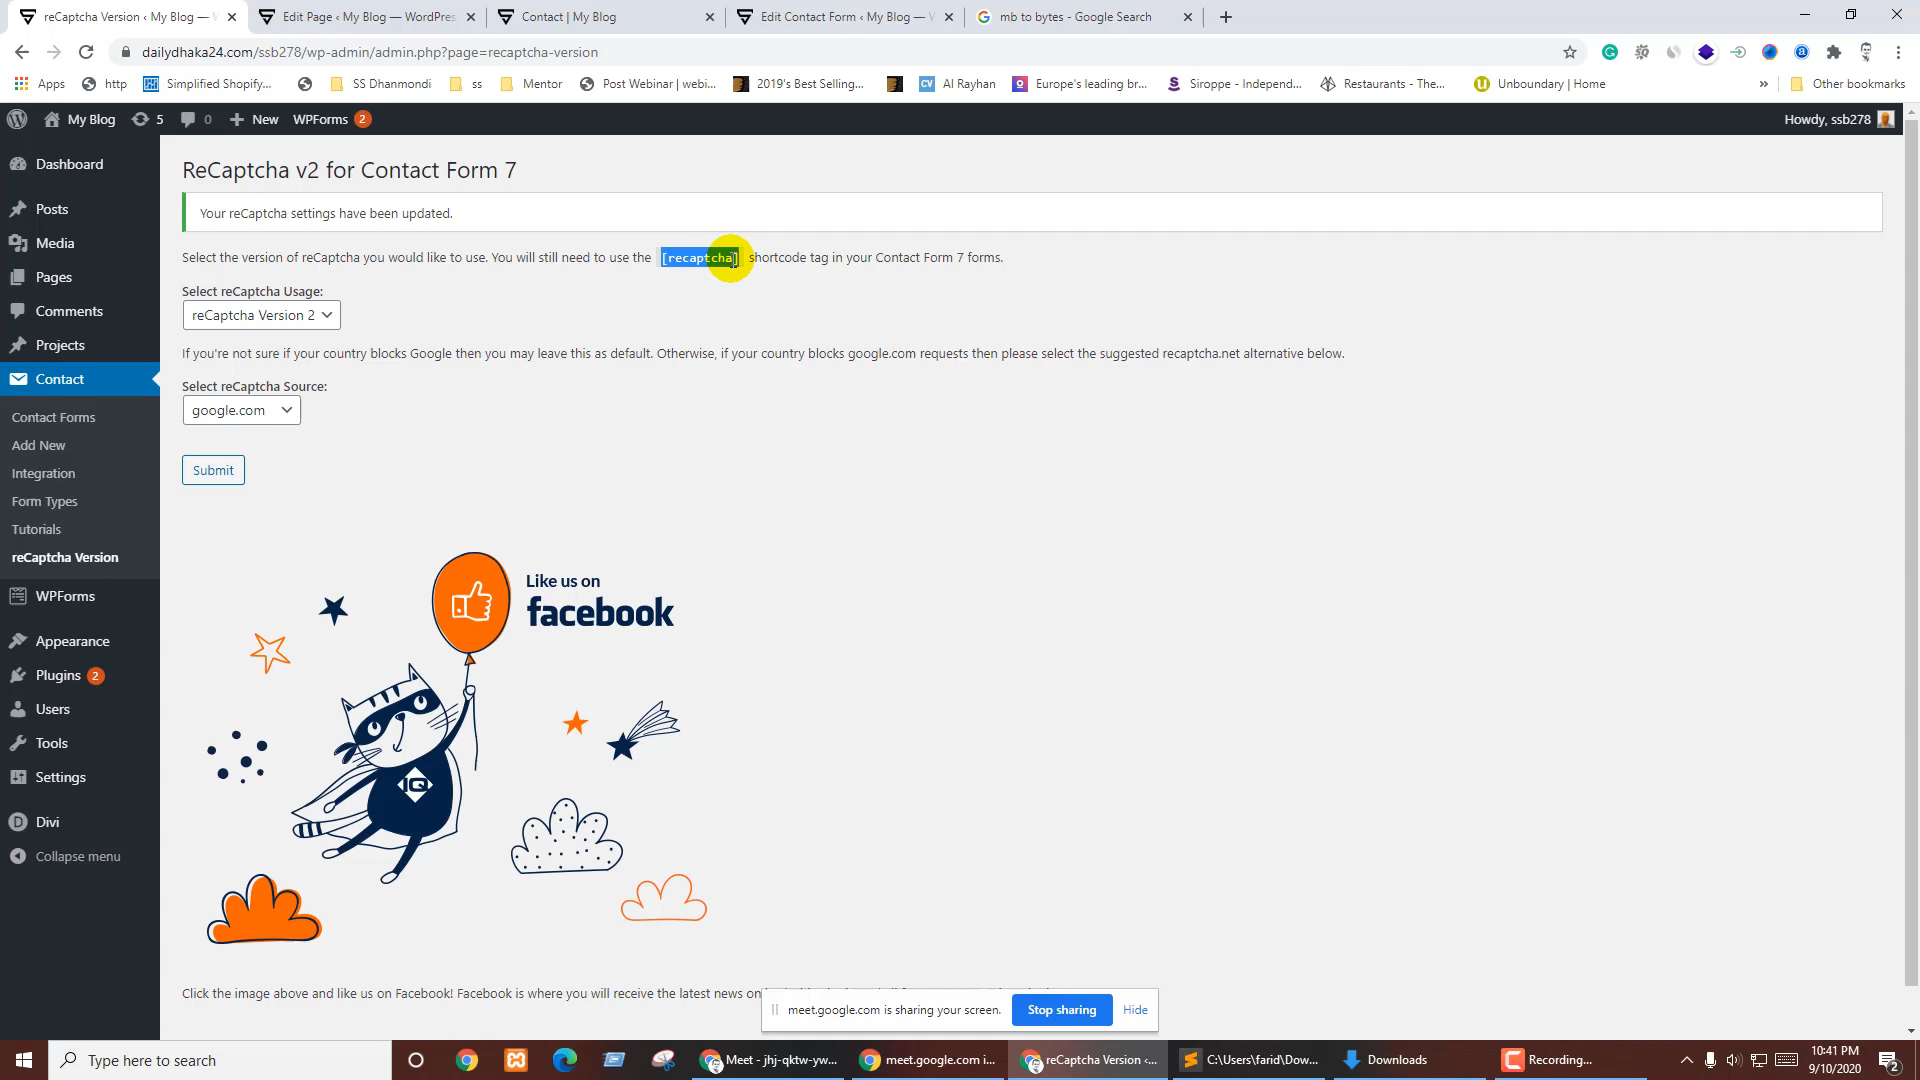 reCaptcha Version ‹ My Blog — W
Edit Page ‹ My Blog — WordPres
Contact | My Blog
Edit Contact Form ‹ My Blog — V
mb to bytes - Google Search
dailydhaka24.com/ssb278/wp-admin/admin.php?page=recaptcha-version
Apps
http
Simplified Shopify...
SS Dhanmondi
ss
Mentor
Post Webinar | webi...
2019's Best Selling...
Al Rayhan
Europe's leading br...
Siroppe - Independ...
Restaurants - The...
Unboundary | Home
Other bookmarks
My Blog
5
0
New
WPForms 2
Howdy, ssb278
Dashboard
Posts
Media
Pages
Comments
Projects
Contact
Contact Forms
Add New
Integration
Form Types
Tutorials
reCaptcha Version
WPForms
Appearance
Plugins 2
Users
Tools
Settings
Divi
Collapse menu
ReCaptcha v2 for Contact Form 7
Your reCaptcha settings have been updated.
Select the version of reCaptcha you would like to use. You will still need to use the [recaptcha] shortcode tag in your Contact Form 7 forms.
Select reCaptcha Usage:
reCaptcha Version 2
If you're not sure if your country blocks Google then you may leave this as default. Otherwise, if your country blocks google.com requests then please select the suggested recaptcha.net alternative below.
Select reCaptcha Source:
google.com
Submit
Like us on
facebook
IQ
Click the image above and like us on Facebook! Facebook is where you will receive the latest news on
meet.google.com is sharing your screen.
Stop sharing
Hide
Type here to search
Meet - jhj-qktw-yw...
meet.google.com i...
reCaptcha Version ‹...
C:\Users\farid\Dow...
Downloads
Recording...
10:41 PM
9/10/2020
2